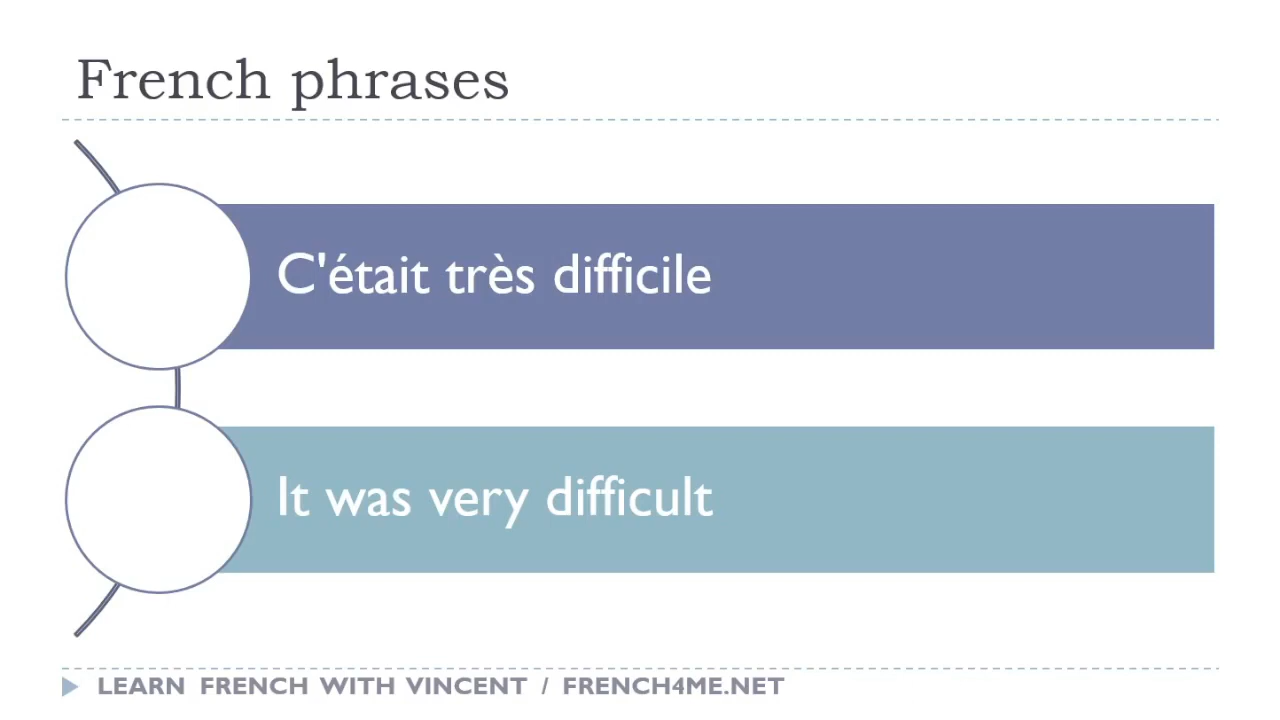 French phrases
C'était très difficile
It was very difficult
LEARN FRENCH WITH VINCENT / FRENCH4ME.NET